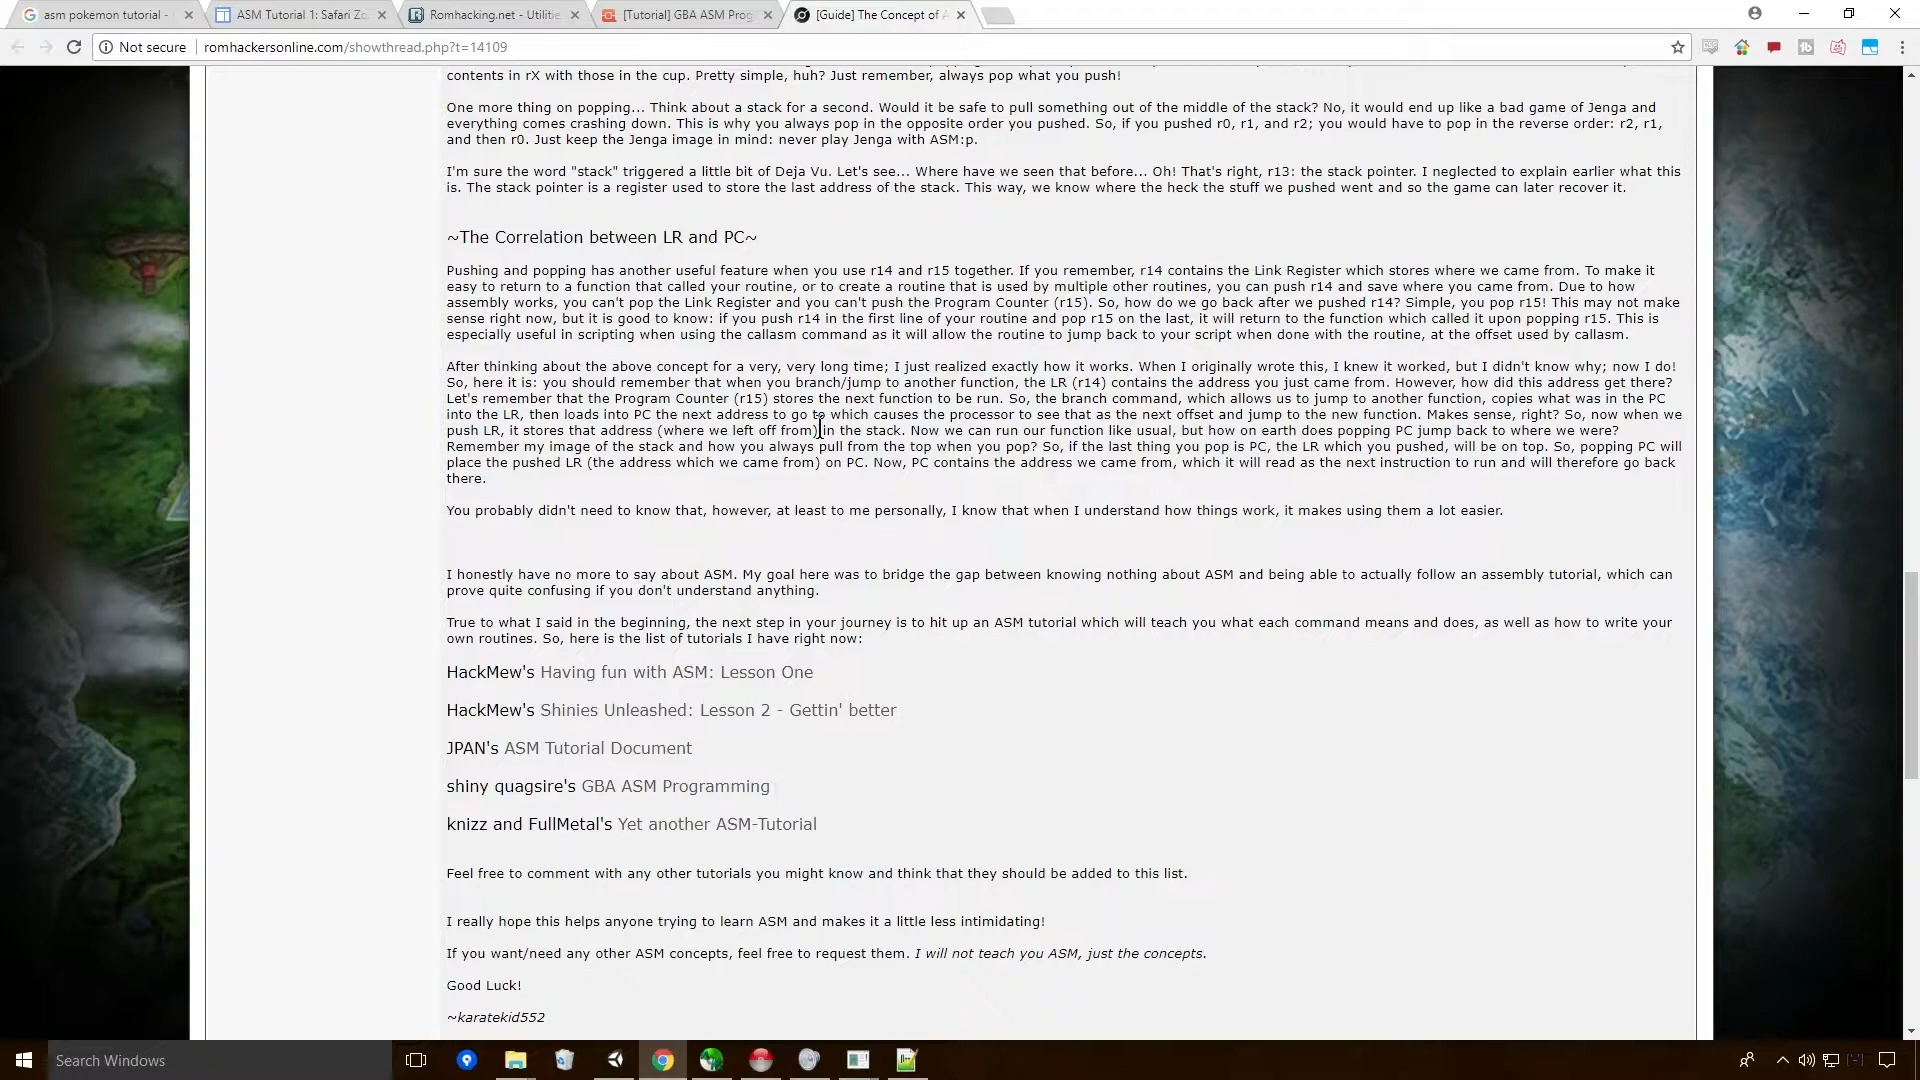 asm pokemon tutorial -
ASM Tutorial 1: Safari Zo
Romhacking.net - Utilitie
[Tutorial] GBA ASM Prog
[Guide] The Concept of A
Not secure
romhackersonline.com/showthread.php?t=14109
contents in rX with those in the cup. Pretty simple, huh? Just remember, always pop what you push!
One more thing on popping... Think about a stack for a second. Would it be safe to pull something out of the middle of the stack? No, it would end up like a bad game of Jenga and
everything comes crashing down. This is why you always pop in the opposite order you pushed. So, if you pushed r0, r1, and r2; you would have to pop in the reverse order: r2, r1,
and then r0. Just keep the Jenga image in mind: never play Jenga with ASM:p.
I'm sure the word "stack" triggered a little bit of Deja Vu. Let's see... Where have we seen that before... Oh! That's right, r13: the stack pointer. I neglected to explain earlier what this
is. The stack pointer is a register used to store the last address of the stack. This way, we know where the heck the stuff we pushed went and so the game can later recover it.
~The Correlation between LR and PC~
Pushing and popping has another useful feature when you use r14 and r15 together. If you remember, r14 contains the Link Register which stores where we came from. To make it
easy to return to a function that called your routine, or to create a routine that is used by multiple other routines, you can push r14 and save where you came from. Due to how
assembly works, you can't pop the Link Register and you can't push the Program Counter (r15). So, how do we go back after we pushed r14? Simple, you pop r15! This may not make
sense right now, but it is good to know: if you push r14 in the first line of your routine and pop r15 on the last, it will return to the function which called it upon popping r15. This is
especially useful in scripting when using the callasm command as it will allow the routine to jump back to your script when done with the routine, at the offset used by callasm.
After thinking about the above concept for a very, very long time; I just realized exactly how it works. When I originally wrote this, I knew it worked, but I didn't know why; now I do!
So, here it is: you should remember that when you branch/jump to another function, the LR (r14) contains the address you just came from. However, how did this address get there?
Let's remember that the Program Counter (r15) stores the next function to be run. So, the branch command, which allows us to jump to another function, copies what was in the PC
into the LR, then loads into PC the next address to go to which causes the processor to see that as the next offset and jump to the new function. Makes sense, right? So, now when we
push LR, it stores that address (where we left off from) in the stack. Now we can run our function like usual, but how on earth does popping PC jump back to where we were?
Remember my image of the stack and how you always pull from the top when you pop? So, if the last thing you pop is PC, the LR which you pushed, will be on top. So, popping PC will
place the pushed LR (the address which we came from) on PC. Now, PC contains the address we came from, which it will read as the next instruction to run and will therefore go back
there.
You probably didn't need to know that, however, at least to me personally, I know that when I understand how things work, it makes using them a lot easier.
I honestly have no more to say about ASM. My goal here was to bridge the gap between knowing nothing about ASM and being able to actually follow an assembly tutorial, which can
prove quite confusing if you don't understand anything.
True to what I said in the beginning, the next step in your journey is to hit up an ASM tutorial which will teach you what each command means and does, as well as how to write your
own routines. So, here is the list of tutorials I have right now:
HackMew's Having fun with ASM: Lesson One
HackMew's Shinies Unleashed: Lesson 2 - Gettin' better
JPAN's ASM Tutorial Document
shiny quagsire's GBA ASM Programming
knizz and FullMetal's Yet another ASM-Tutorial
Feel free to comment with any other tutorials you might know and think that they should be added to this list.
I really hope this helps anyone trying to learn ASM and makes it a little less intimidating!
If you want/need any other ASM concepts, feel free to request them. I will not teach you ASM, just the concepts.
Good Luck!
~karatekid552
Search Windows